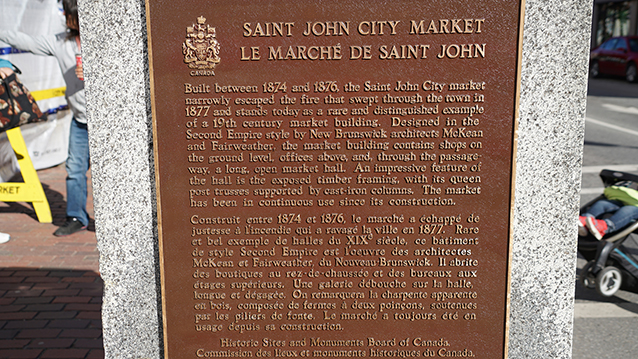 SAINT JOHN CITY MARKET
LE MARCHÉ DE SAINT JOHN
CANADA
Built between 1874 and 1876, the Saint John City market
narrowly escaped the fire that swept through the town in
1877 and stands today as a rare and distinguished example
of a 19th century market building. Designed in the
Second Empire style by New Brunswick architects McKean
and Fairweather, the market building contains shops on
the ground level, offices above, and, through the passage-
way, a long, open market hall. An impressive feature of
the hall is the exposed timber framing, with its queen
post trusses supported by cast-iron columns. The market
has been in continuous use since its construction.
Construit entre 1874 et 1876, le marché a échappé de
justesse à l'incendie qui a ravagé la ville en 1877. Rare
et bel exemple de halles du XIXe siècle, ce bâtiment
de style Second Empire est l'oeuvre des architectes
McKean et Fairweather, du Nouveau-Brunswick. Il abrite
des boutiques au rez-de-chaussée et des bureaux aux
étages supérieurs. Une galerie débouche sur la halle,
longue et dégagée. On remarquera la charpente apparente
en bois, composée de fermes à deux poinçons, soutenues
par les piliers de fonte. Le marché a toujours été en
usage depuis sa construction.
Historic Sites and Monuments Board of Canada.
Commission des lieux et monuments historiques du Canada.
MARKET